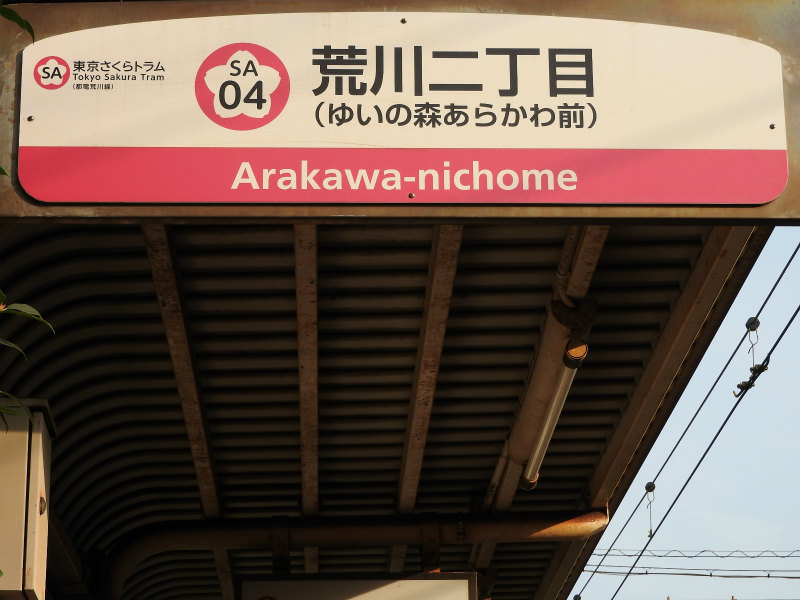 SA
東京さくらトラム
Tokyo Sakura Tram
(都電荒川線)
SA
04
荒川二丁目
(ゆいの森あらかわ前)
Arakawa-nichome